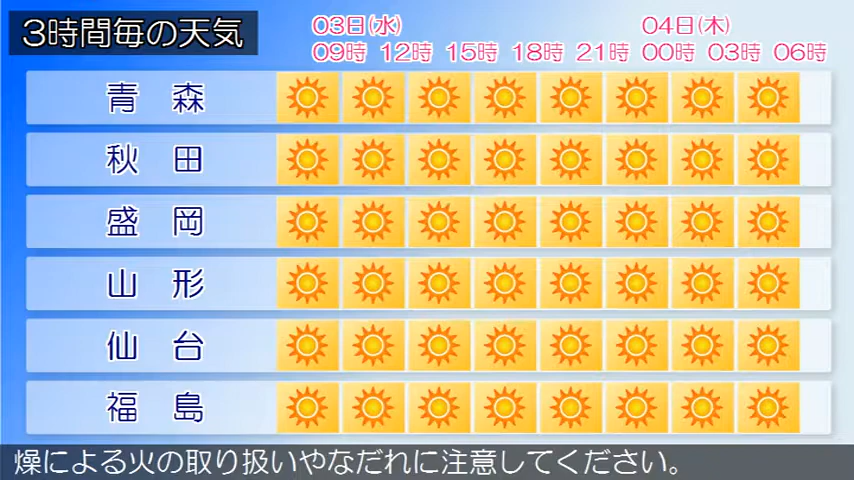 3時間毎の天気
03日(水) 04日(木)
09時 12時 15時 18時 21時 00時 03時 06時
青森
秋田
盛岡
山形
仙台
福島
燥による火の取り扱いやなだれに注意してください。